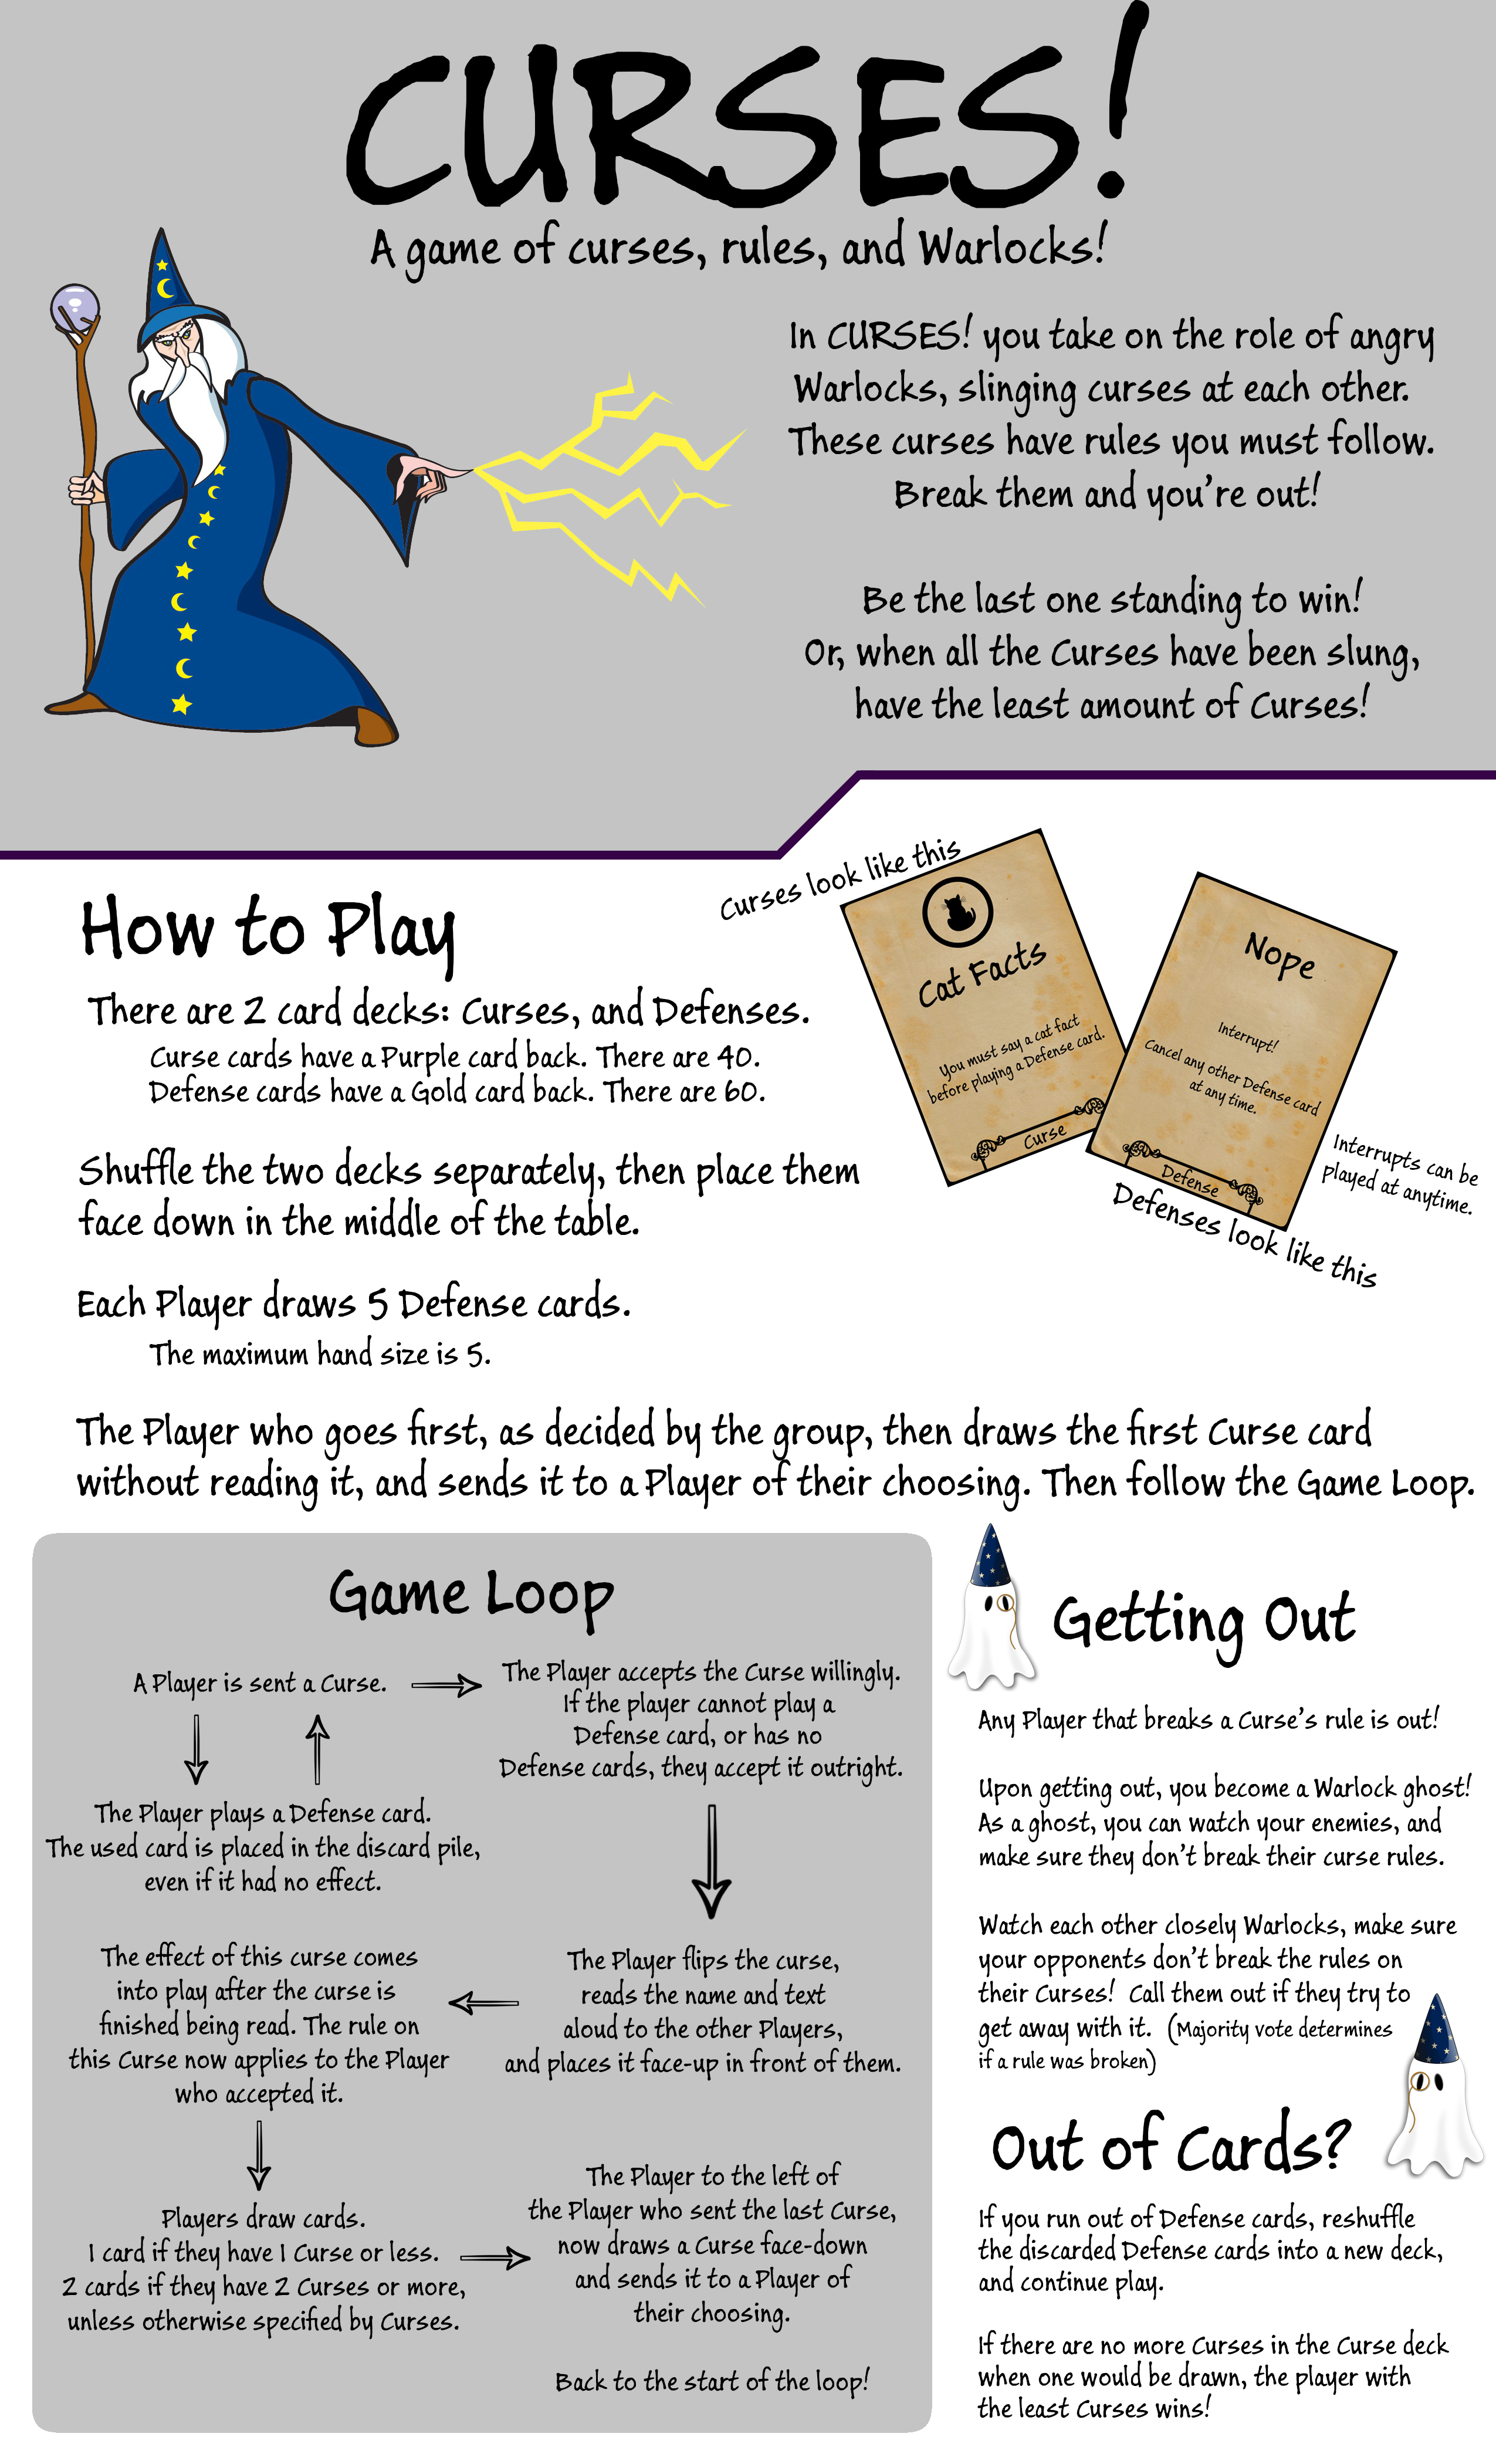 CURSES!
A game of curses, rules, and Warlocks!
In CURSES! you take on the role of angry
Warlocks, slinging curses at each other.
These curses have rules you must follow.
Break them and you're out!
Be the last one standing to win!
Or, when all the Curses have been slung,
have the least amount of Curses!
How to Play
There are 2 card decks: Curses, and Defenses.
Curse cards have a Purple card back. There are 40.
Defense cards have a Gold card back. There are 60.
Shuffle the two decks separately, then place them
face down in the middle of the table.
Each Player draws 5 Defense cards.
The maximum hand size is 5.
Curses look like this
Cat Facts
You must say a cat fact
before playing a Defense card.
Curse
Nope
Interrupt!
Cancel any other Defense card
at any time.
Defense
Interrupts can be
played at anytime.
Defenses look like this
The Player who goes first, as decided by the group, then draws the first Curse card
without reading it, and sends it to a Player of their choosing. Then follow the Game Loop.
Game Loop
A Player is sent a Curse.
The Player accepts the Curse willingly.
If the player cannot play a
Defense card, or has no
Defense cards, they accept it outright.
The Player plays a Defense card.
The used card is placed in the discard pile,
even if it had no effect.
The Player flips the curse,
reads the name and text
aloud to the other Players,
and places it face-up in front of them.
The effect of this curse comes
into play after the curse is
finished being read. The rule on
this Curse now applies to the Player
who accepted it.
Players draw cards.
1 card if they have 1 Curse or less.
2 cards if they have 2 Curses or more,
unless otherwise specified by Curses.
The Player to the left of
the Player who sent the last Curse,
now draws a Curse face-down
and sends it to a Player of
their choosing.
Back to the start of the loop!
Getting Out
Any Player that breaks a Curse's rule is out!
Upon getting out, you become a Warlock ghost!
As a ghost, you can watch your enemies, and
make sure they don't break their curse rules.
Watch each other closely Warlocks, make sure
your opponents don't break the rules on
their Curses! Call them out if they try to
get away with it. (Majority vote determines
if a rule was broken)
Out of Cards?
If you run out of Defense cards, reshuffle
the discarded Defense cards into a new deck,
and continue play.
If there are no more Curses in the Curse deck
when one would be drawn, the player with
the least Curses wins!